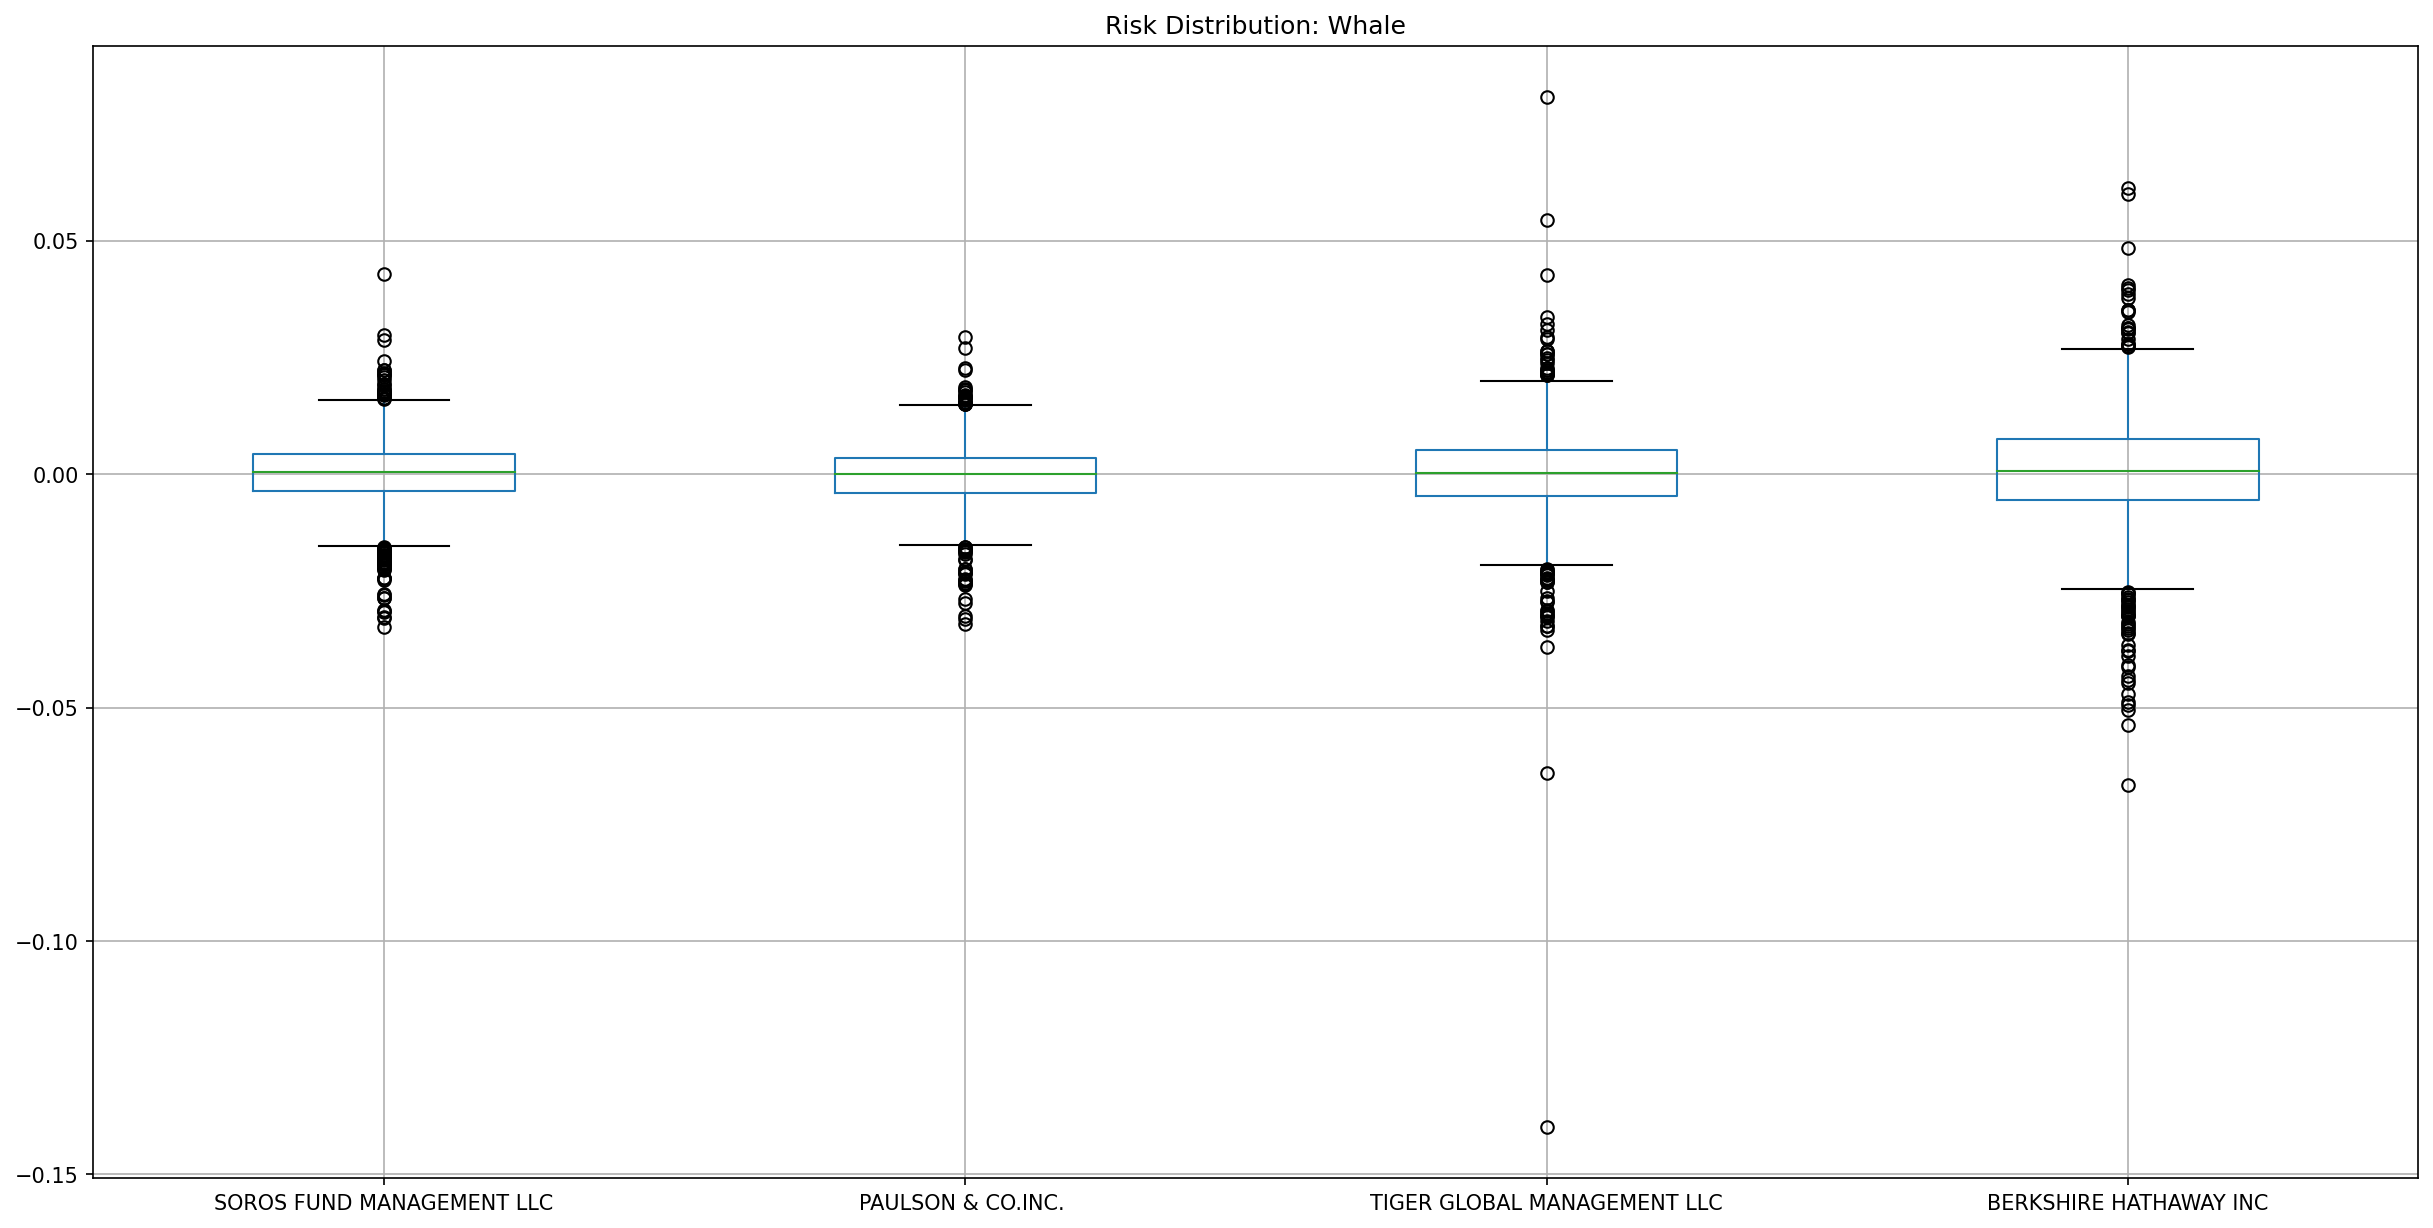 Risk Distribution: Whale
0.05
0.00
−0.05
−0.10
−0.15
SOROS FUND MANAGEMENT LLC
PAULSON & CO.INC.
TIGER GLOBAL MANAGEMENT LLC
BERKSHIRE HATHAWAY INC